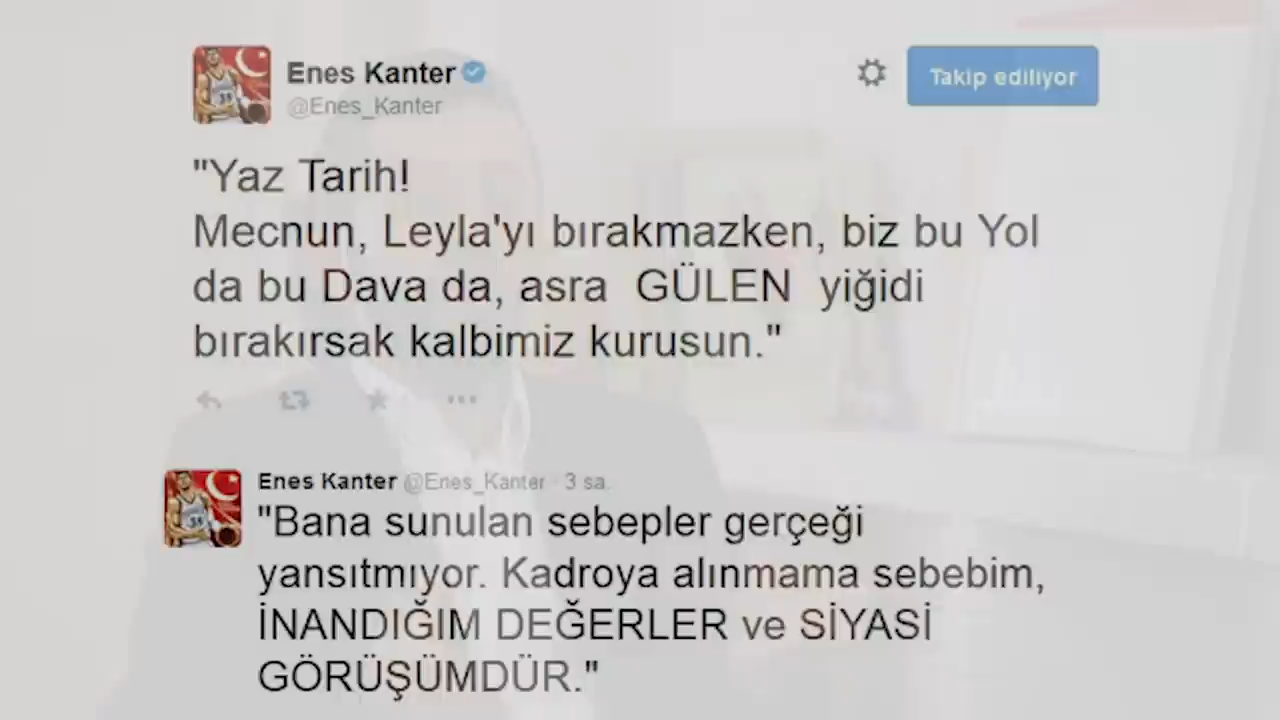 Enes Kanter
@Enes_Kanter
Takip ediliyor
"Yaz Tarih!
Mecnun, Leyla'yı bırakmazken, biz bu Yol
da bu Dava da, asra GÜLEN yiğidi
bırakırsak kalbimiz kurusun."
Enes Kanter @Enes_Kanter · 3 sa.
"Bana sunulan sebepler gerçeği
yansıtmıyor. Kadroya alınmama sebebim,
İNANDIĞIM DEĞERLER ve SİYASİ
GÖRÜŞÜMDÜR."